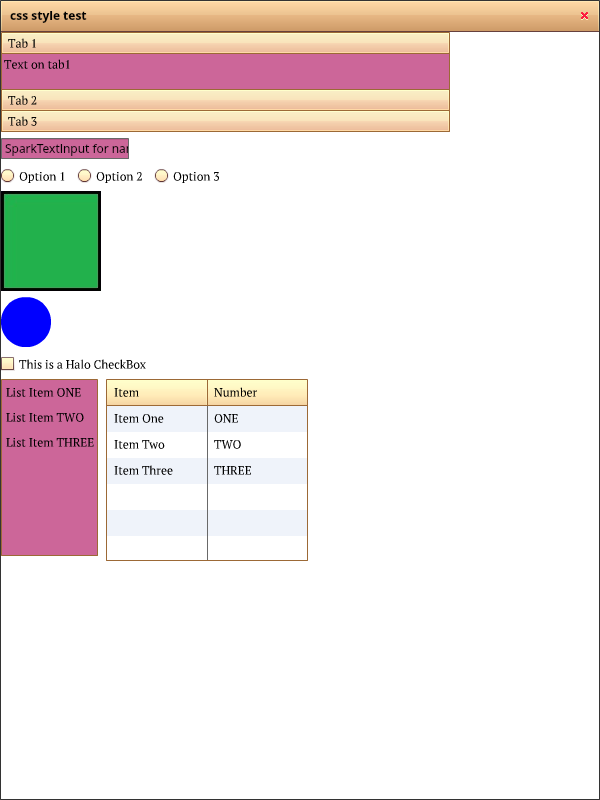 css style test
Tab 1
Text on tab1
Tab 2
Tab 3
SparkTextInput for nar
Option 1 Option 2 Option 3
This is a Halo CheckBox
List Item ONE
List Item TWO
List Item THREE
Item Number
Item One ONE
Item Two TWO
Item Three THREE